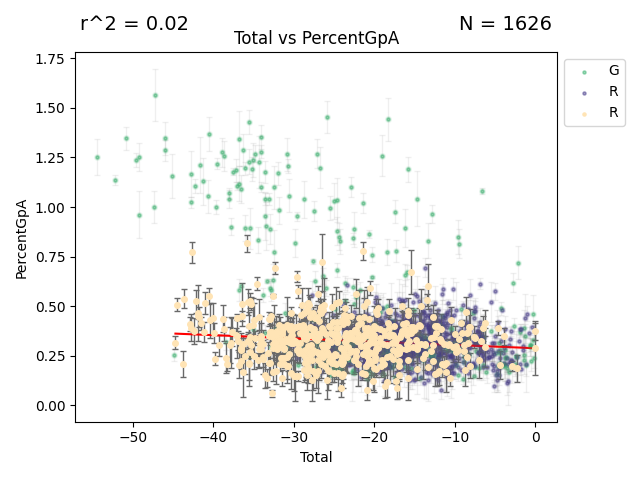 r^2 = 0.02
N = 1626
Total vs PercentGpA
G
R
R
PercentGpA
1.75
1.50
1.25
1.00
0.75
0.50
0.25
0.00
−50
−40
−30
−20
−10
0
Total